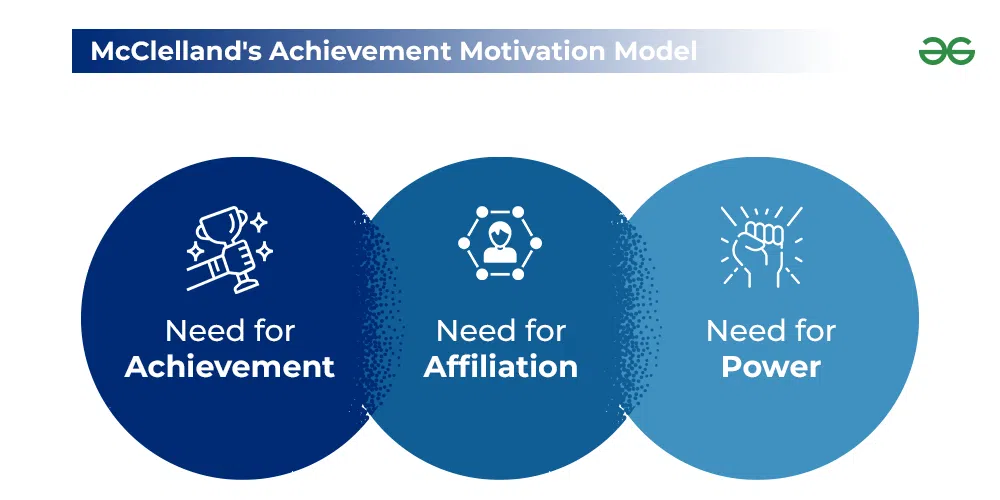 McClelland's Achievement Motivation Model
Need for
Achievement
Need for
Affiliation
Need for
Power